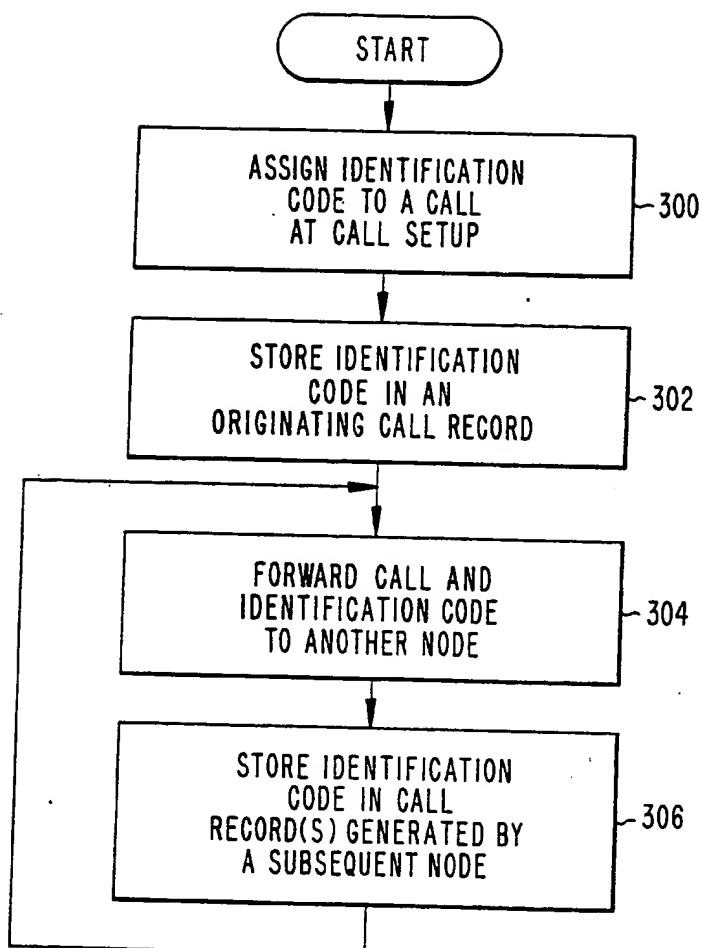 START
ASSIGN IDENTIFICATION
CODE TO A CALL
AT CALL SETUP
300
STORE IDENTIFICATION
CODE IN AN
ORIGINATING CALL RECORD
302
FORWARD CALL AND
IDENTIFICATION CODE
TO ANOTHER NODE
304
STORE IDENTIFICATION
CODE IN CALL
RECORD(S) GENERATED BY
A SUBSEQUENT NODE
306